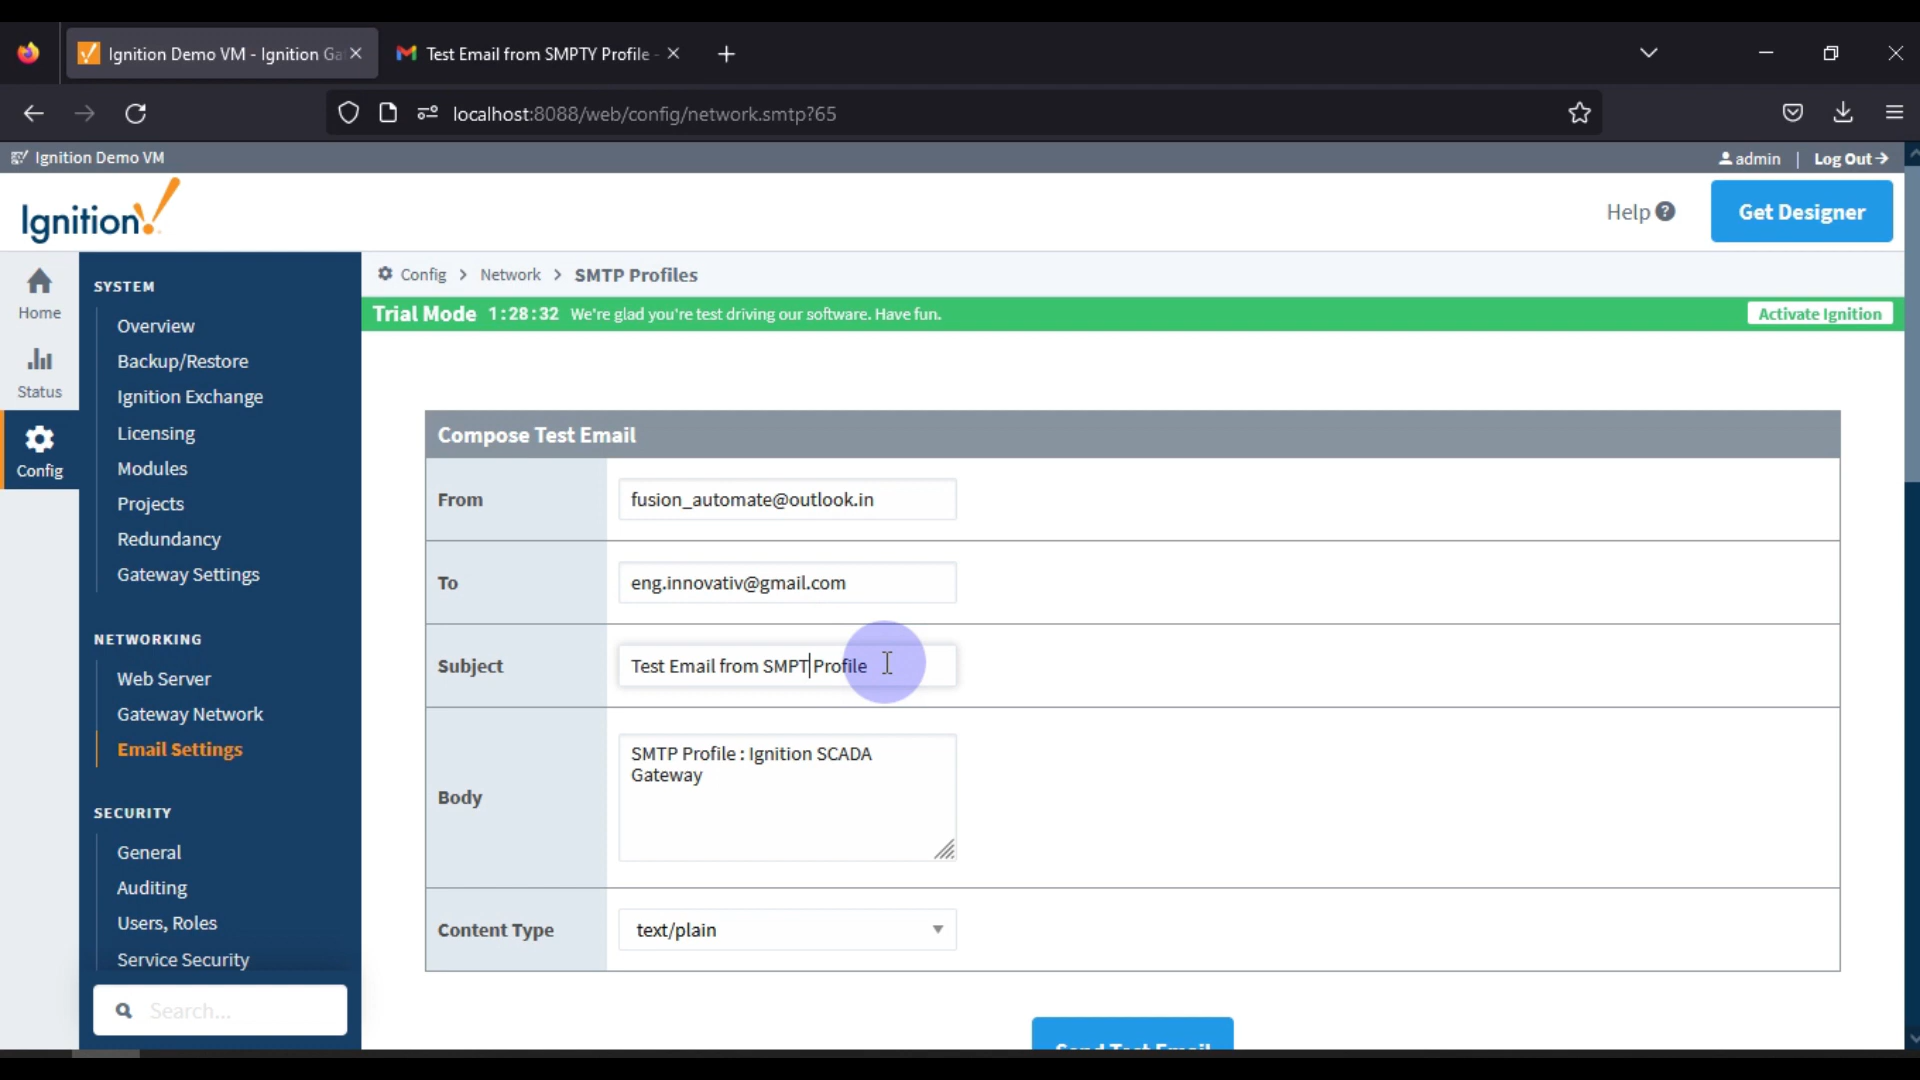 Ignition Demo VM - Ignition Ga
Test Email from SMPTY Profile -
localhost:8088/web/config/network.smtp?65
Ignition Demo VM
admin | Log Out
Ignition!
Help
Get Designer
Home
Status
Config
SYSTEM
Overview
Backup/Restore
Ignition Exchange
Licensing
Modules
Projects
Redundancy
Gateway Settings
NETWORKING
Web Server
Gateway Network
Email Settings
SECURITY
General
Auditing
Users, Roles
Service Security
Search...
Config > Network > SMTP Profiles
Trial Mode 1:28:32 We're glad you're test driving our software. Have fun.
Activate Ignition
Compose Test Email
From
fusion_automate@outlook.in
To
eng.innovativ@gmail.com
Subject
Test Email from SMPT Profile
Body
SMTP Profile : Ignition SCADA
Gateway
Content Type
text/plain
Send Test Email